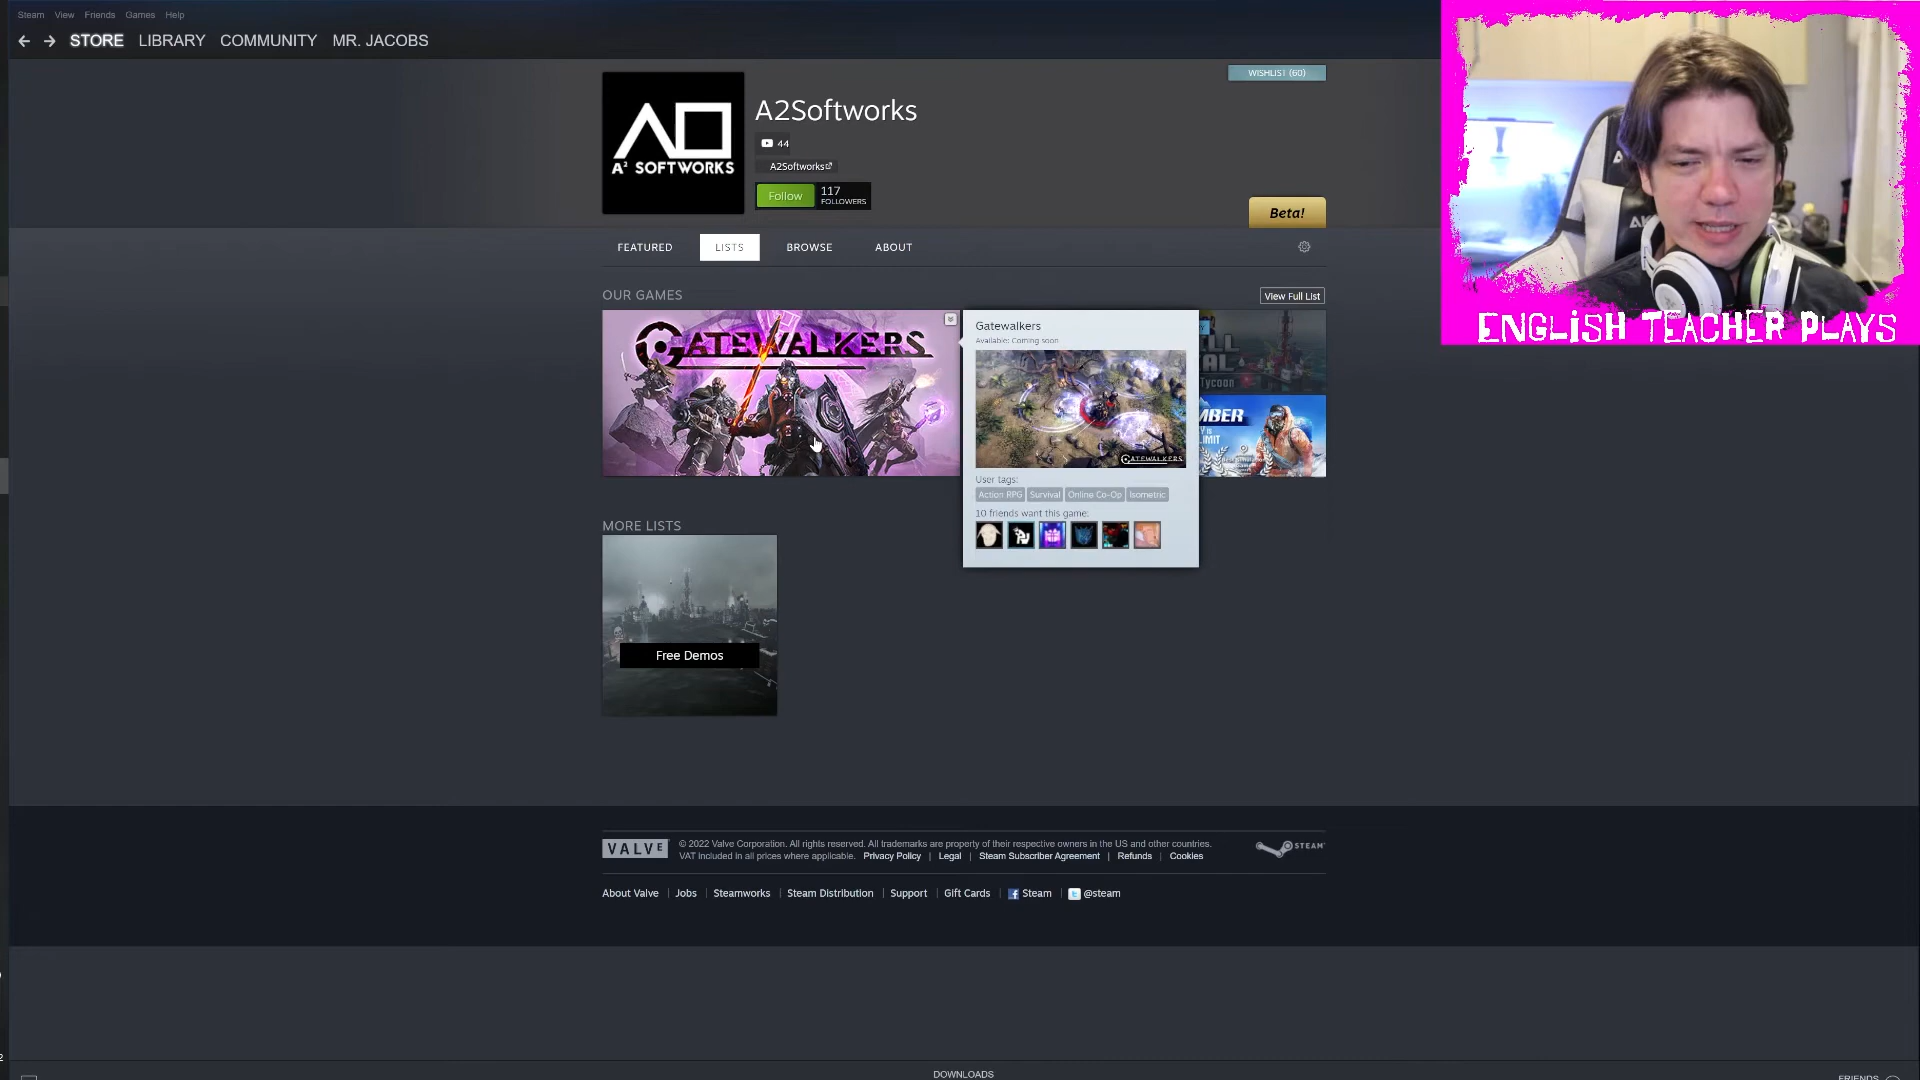 Steam View Friends Games Help
STORE LIBRARY COMMUNITY MR. JACOBS
WISHLIST (60)
AO
A² SOFTWORKS
A2Softworks
44
A2Softworks
Follow 117 FOLLOWERS
Beta!
FEATURED LISTS BROWSE ABOUT
OUR GAMES
View Full List
GATEWALKERS
Gatewalkers
Available: Coming soon
GATEWALKERS
User tags:
Action RPG Survival Online Co-Op Isometric
10 friends want this game:
Tycoon
MBER
IMIT
MORE LISTS
Free Demos
VALVE
© 2022 Valve Corporation. All rights reserved. All trademarks are property of their respective owners in the US and other countries.
VAT included in all prices where applicable. Privacy Policy | Legal | Steam Subscriber Agreement | Refunds | Cookies
STEAM
About Valve | Jobs | Steamworks | Steam Distribution | Support | Gift Cards | Steam | @steam
DOWNLOADS
FRIENDS
ENGLISH TEACHER PLAYS